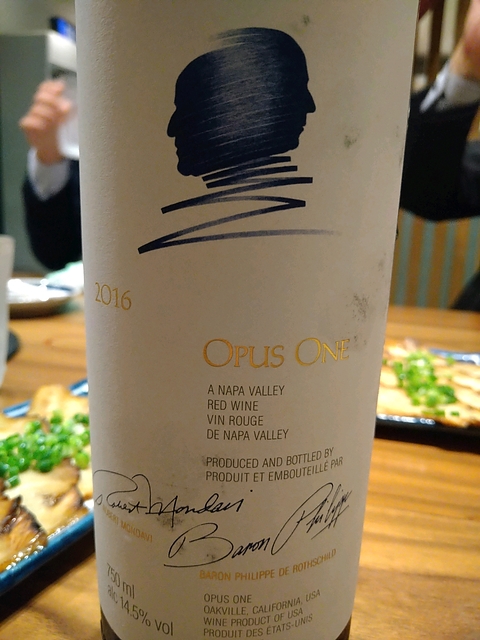 2016
OPUS ONE
A NAPA VALLEY
RED WINE
VIN ROUGE
DE NAPA VALLEY
PRODUCED AND BOTTLED BY
PRODUIT ET EMBOUTEILLÉ PAR
Robert Mondavi
ROBERT MONDAVI
Baron Philippe
BARON PHILIPPE DE ROTHSCHILD
750 ml
alc 14.5% vol
OPUS ONE
OAKVILLE, CALIFORNIA, USA
WINE PRODUCT OF USA
PRODUIT DES ÉTATS-UNIS